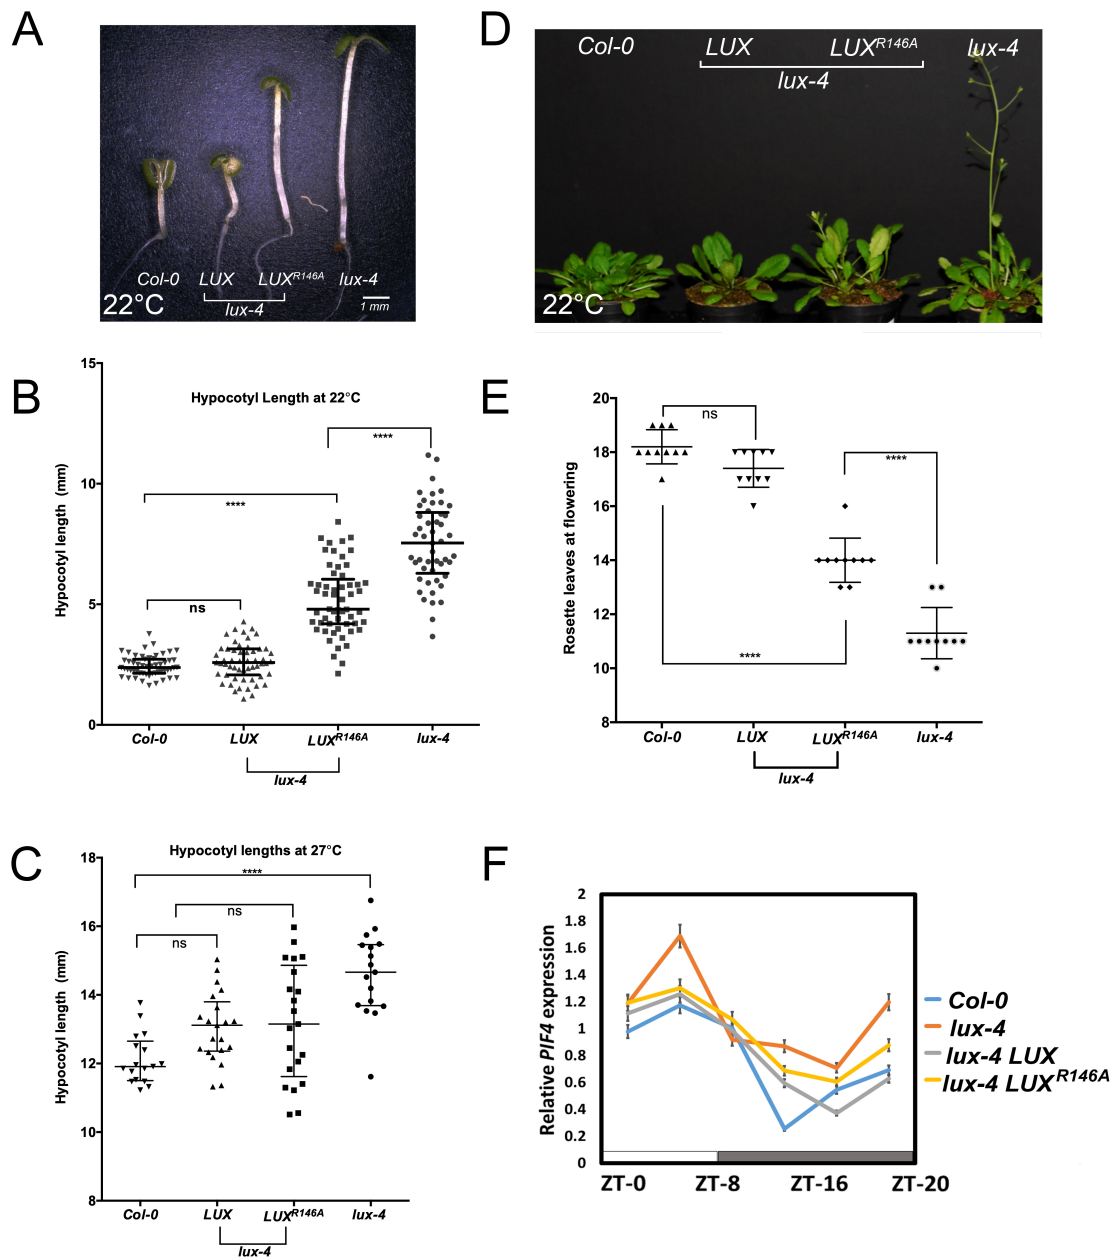 A
Col-0 LUX LUXR146A lux-4
lux-4
22°C
1 mm
D
Col-0 LUX LUXR146A lux-4
lux-4
22°C
B
Hypocotyl Length at 22°C
Hypocotyl length (mm)
15
10
5
0
ns
****
****
Col-0 LUX LUXR146A lux-4
lux-4
E
Rosette leaves at flowering
20
18
16
14
12
10
8
ns
****
****
Col-0 LUX LUXR146A lux-4
lux-4
C
Hypocotyl lengths at 27°C
Hypocotyl length (mm)
18
16
14
12
10
8
****
ns
ns
Col-0 LUX LUXR146A lux-4
lux-4
F
Relative PIF-4 expression
2
1.8
1.6
1.4
1.2
1
0.8
0.6
0.4
0.2
0
ZT-0 ZT-8 ZT-16 ZT-20
Col-0
lux-4
lux-4 LUX
lux-4 LUXR146A